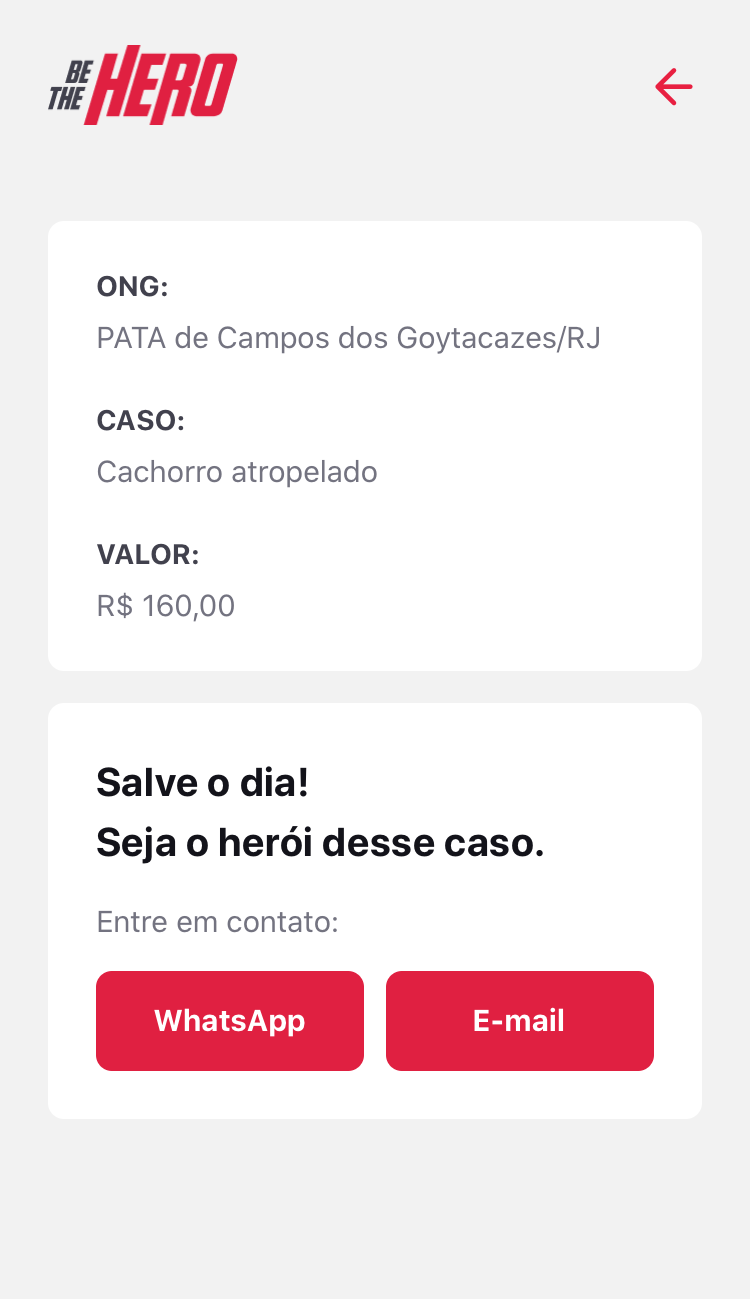 BE
THE HERO
ONG:
PATA de Campos dos Goytacazes/RJ
CASO:
Cachorro atropelado
VALOR:
R$ 160,00
Salve o dia!
Seja o herói desse caso.
Entre em contato:
WhatsApp E-mail